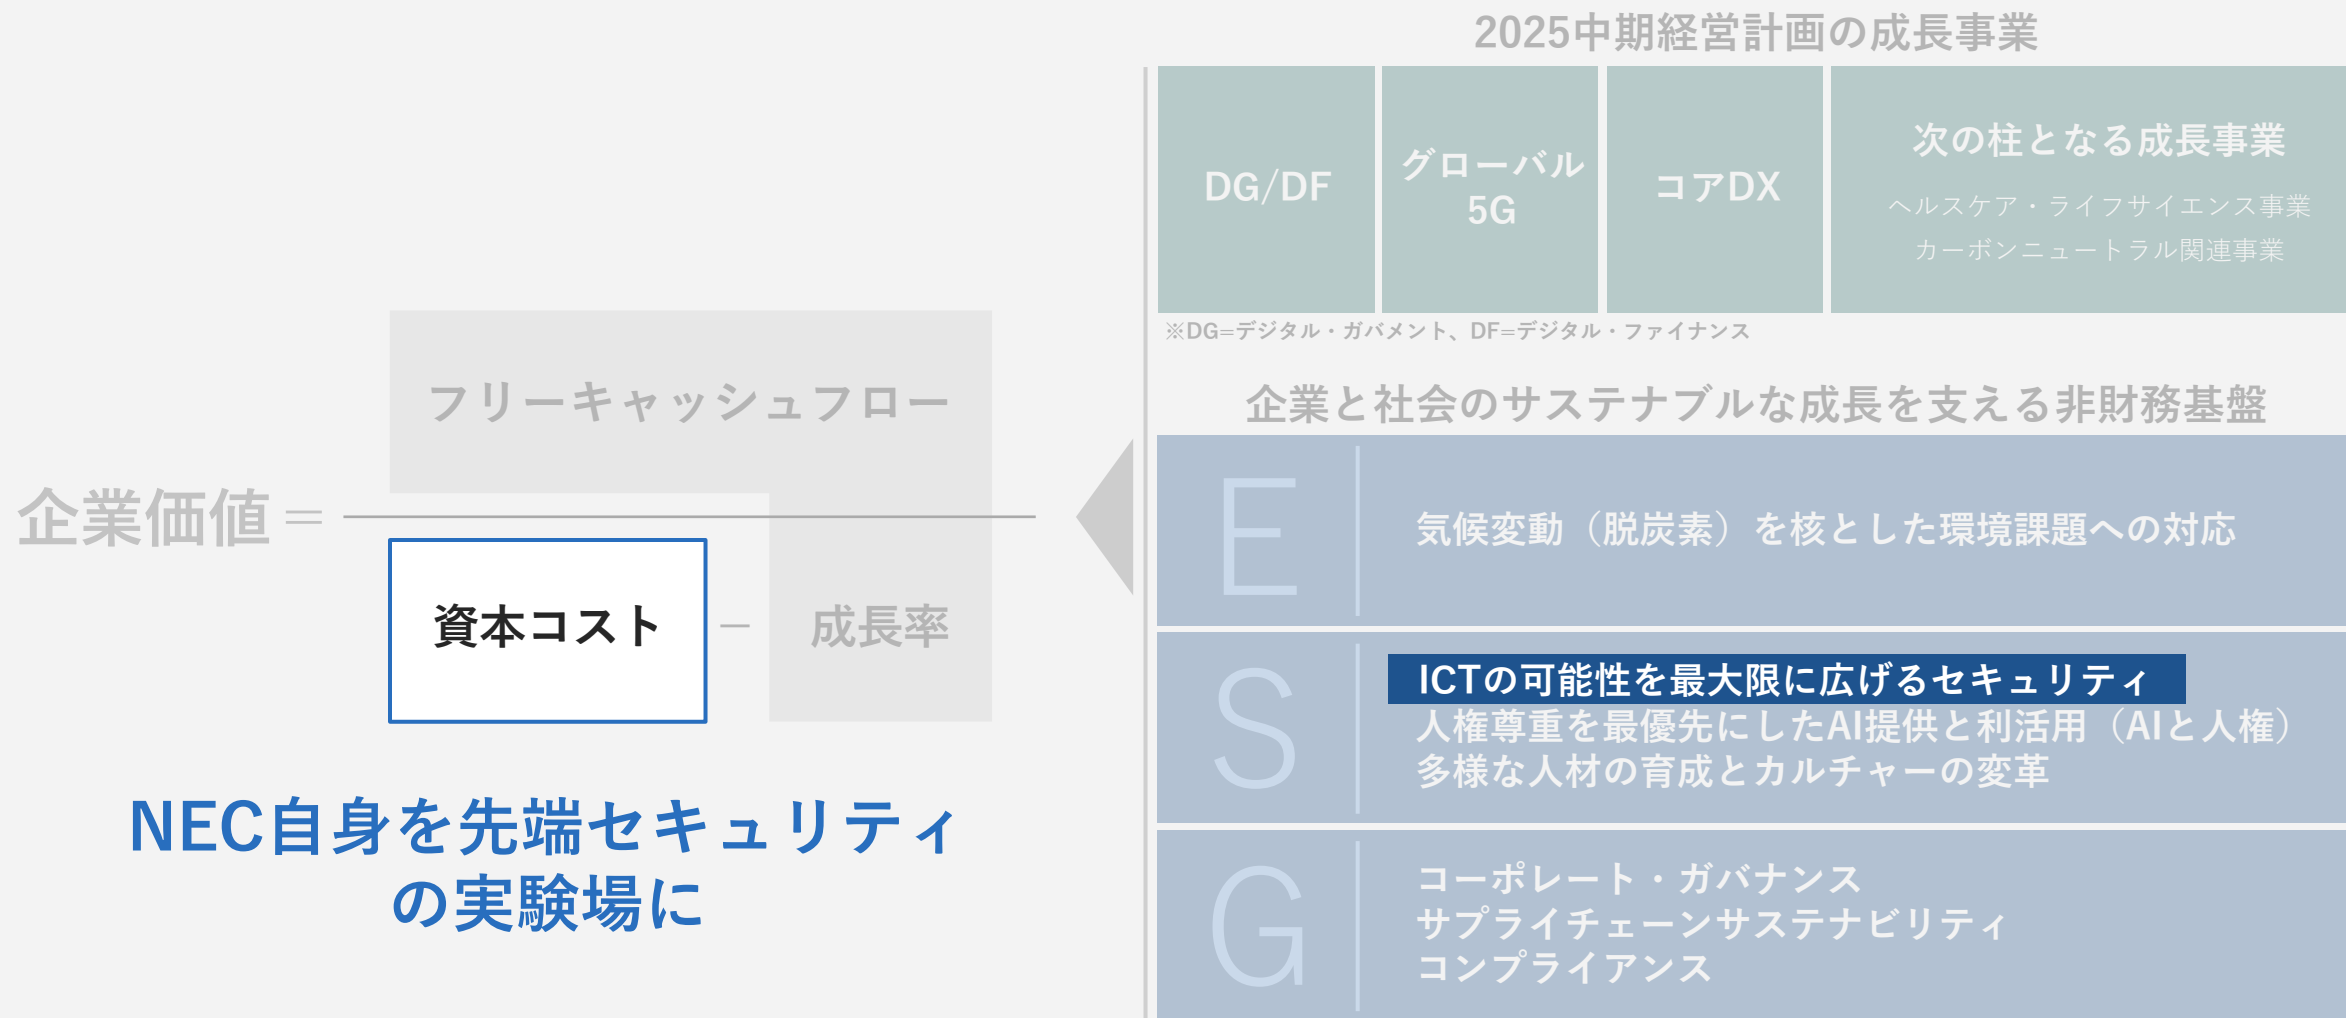 2025中期経営計画の成長事業
DG/DF
グローバル
5G
コアDX
次の柱となる成長事業
ヘルスケア・ライフサイエンス事業
カーボンニュートラル関連事業
※DG=デジタル・ガバメント、DF=デジタル・ファイナンス
企業と社会のサステナブルな成長を支える非財務基盤
E
気候変動（脱炭素）を核とした環境課題への対応
S
ICTの可能性を最大限に広げるセキュリティ
人権尊重を最優先にしたAI提供と利活用（AIと人権）
多様な人材の育成とカルチャーの変革
G
コーポレート・ガバナンス
サプライチェーンサステナビリティ
コンプライアンス
フリーキャッシュフロー
企業価値＝
資本コスト − 成長率
NEC自身を先端セキュリティ
の実験場に